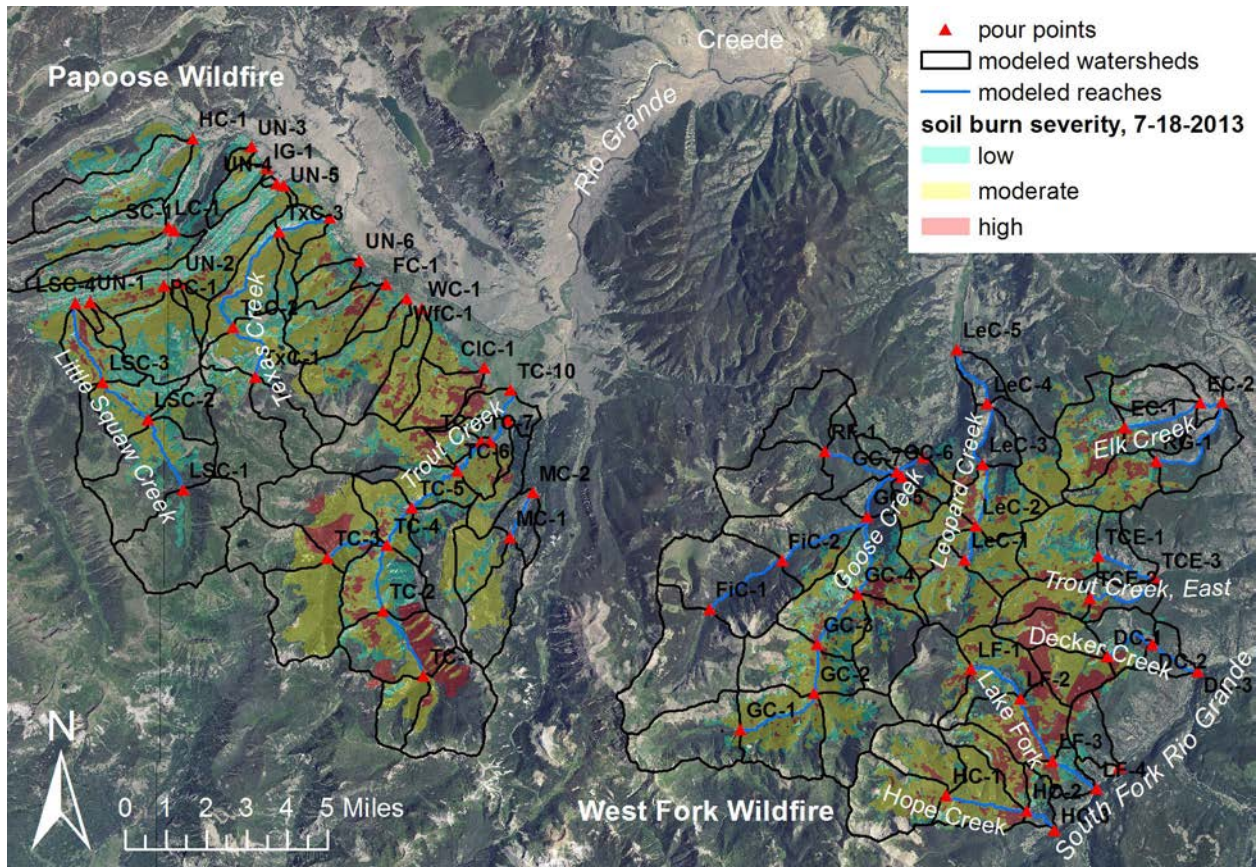 Creede
pour points
modeled watersheds
modeled reaches
soil burn severity, 7-18-2013
low
moderate
high
Papoose Wildfire
Rio Grande
HC-1
UN-3
IG-1
UN-4
UN-5
SC-1
LC-1
TxC-3
UN-2
UN-6
FC-1
LSC-4
UN-1
PC-1
WC-1
WfC-1
Texas Creek
TxC-1
Little Squaw Creek
LSC-3
LSC-2
LSC-1
ClC-1
TC-10
TC-7
TC-6
Trout Creek
TC-5
TC-4
TC-3
TC-2
TC-1
MC-2
MC-1
LeC-5
LeC-4
LeC-3
LeC-2
LeC-1
Leopard Creek
EC-2
EC-1
Elk Creek
RF-1
GC-7
GC-6
GC-5
Goose Creek
GC-4
GC-3
GC-2
GC-1
FiC-2
FiC-1
TCE-1
TCE-3
Trout Creek, East
DC-1
DC-2
Decker Creek
LF-1
LF-2
Lake Fork
LF-3
LF-4
HC-1
HC-2
Hope Creek
South Fork Rio Grande
West Fork Wildfire
N
0 1 2 3 4 5 Miles